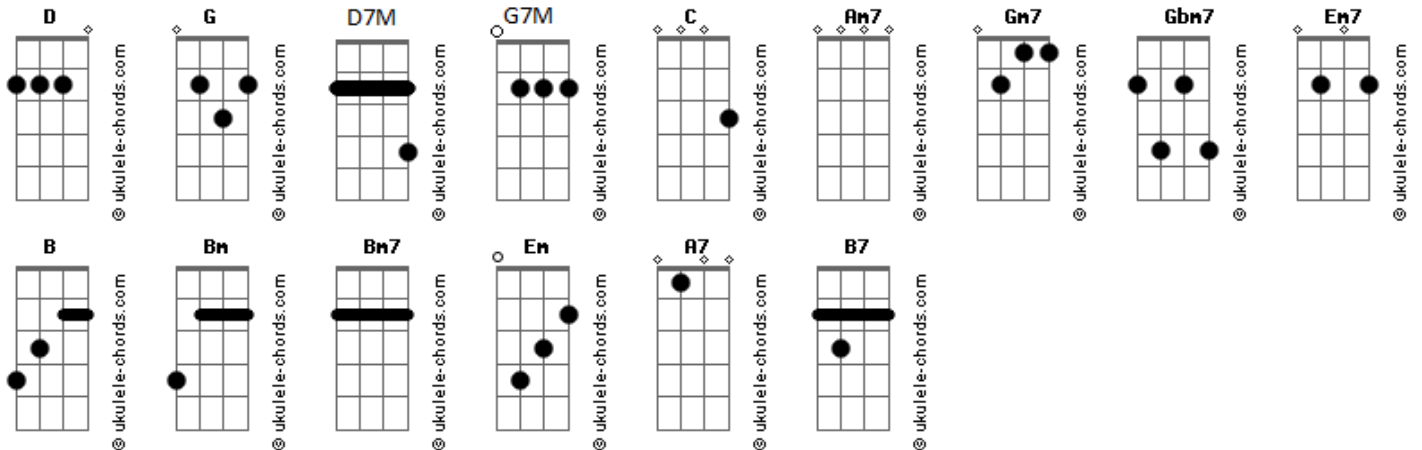 D G D7M G7M C Am7 Gm7 Gbm7 Em7
© ukulele-chords.com © ukulele-chords.com © ukulele-chords.com © ukulele-chords.com © ukulele-chords.com © ukulele-chords.com © ukulele-chords.com © ukulele-chords.com © ukulele-chords.com
B Bm Bm7 Em A7 B7
© ukulele-chords.com © ukulele-chords.com © ukulele-chords.com © ukulele-chords.com © ukulele-chords.com © ukulele-chords.com